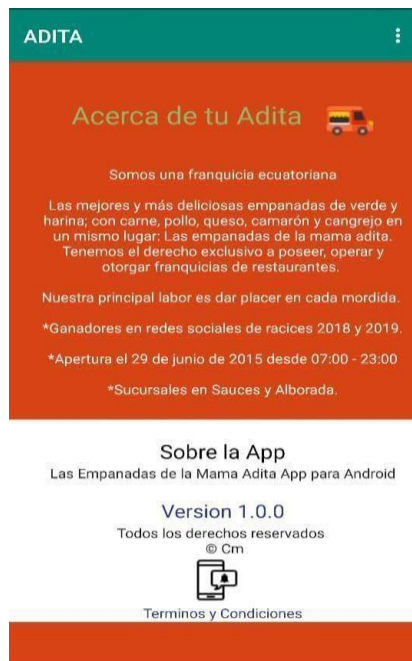 ADITA
Acerca de tu Adita
Somos una franquicia ecuatoriana
Las mejores y más deliciosas empanadas de verde y
harina; con carne, pollo, queso, camarón y cangrejo en
un mismo lugar: Las empanadas de la mama adita.
Tenemos el derecho exclusivo a poseer, operar y
otorgar franquicias de restaurantes.
Nuestra principal labor es dar placer en cada mordida.
*Ganadores en redes sociales de racices 2018 y 2019.
*Apertura el 29 de junio de 2015 desde 07:00 - 23:00
*Sucursales en Sauces y Alborada.
Sobre la App
Las Empanadas de la Mama Adita App para Android
Version 1.0.0
Todos los derechos reservados
© Cm
Terminos y Condiciones